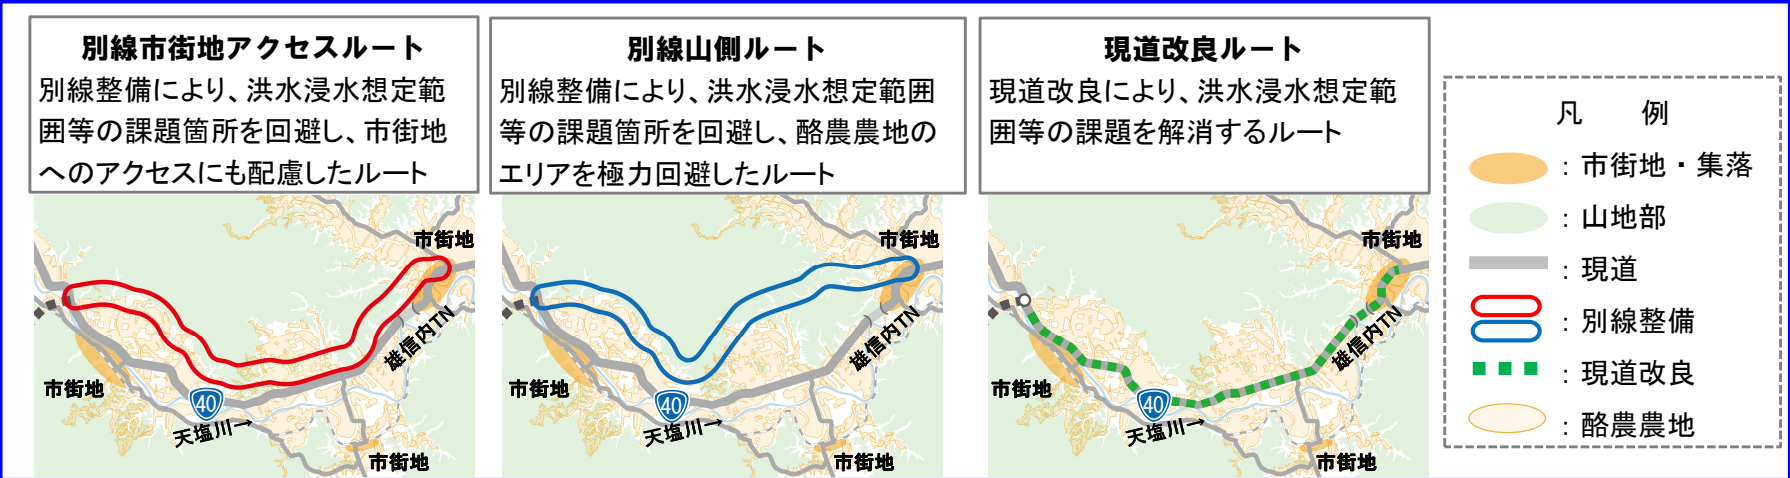 別線市街地アクセスルート
別線整備により、洪水浸水想定範
囲等の課題箇所を回避し、市街地
へのアクセスにも配慮したルート
別線山側ルート
別線整備により、洪水浸水想定範囲
等の課題箇所を回避し、酪農農地の
エリアを極力回避したルート
現道改良ルート
現道改良により、洪水浸水想定範
囲等の課題を解消するルート
市街地
雄信内TN
市街地
40
天塩川→
市街地
市街地
雄信内TN
市街地
40
天塩川→
市街地
市街地
雄信内TN
市街地
40
天塩川→
市街地
凡 例
：市街地・集落
：山地部
：現道
：別線整備
：現道改良
：酪農農地